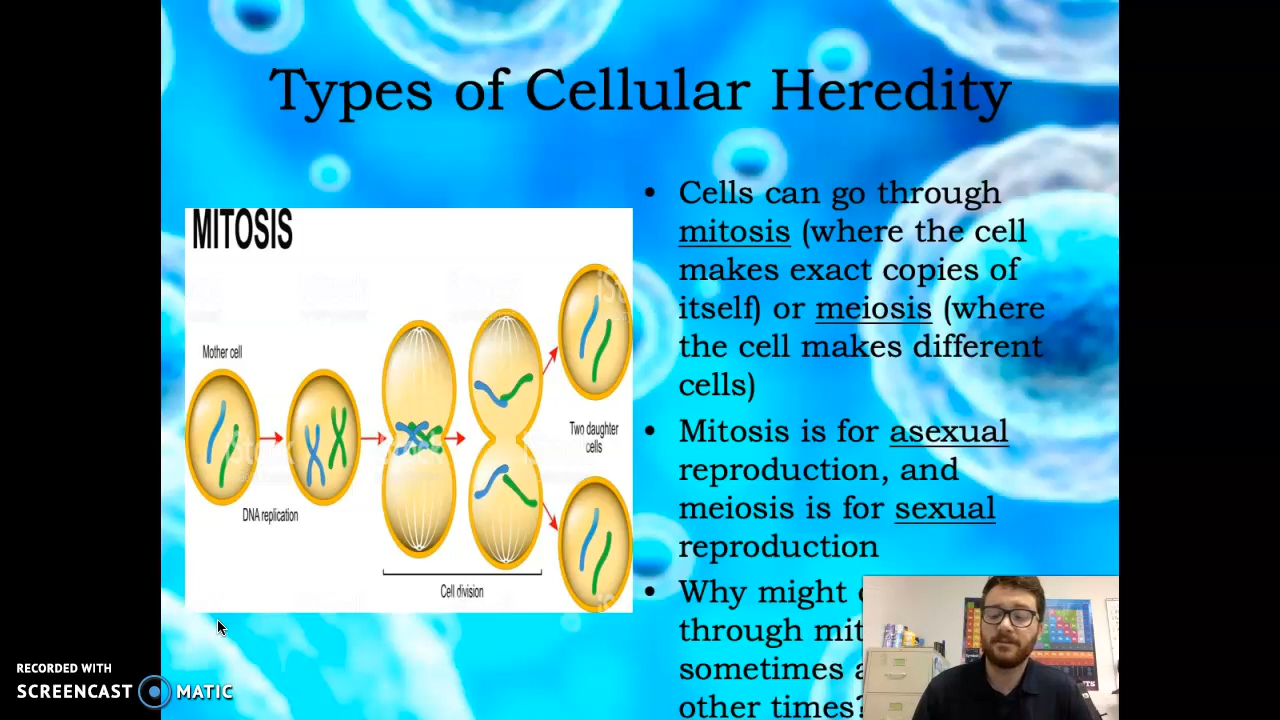 Types of Cellular Heredity
MITOSIS
Mother cell
DNA replication
Cell division
Two daughter
cells
• Cells can go through
mitosis (where the cell
makes exact copies of
itself) or meiosis (where
the cell makes different
cells)
• Mitosis is for asexual
reproduction, and
meiosis is for sexual
reproduction
• Why might
through
sometimes
other times?
RECORDED WITH
SCREENCAST MATIC